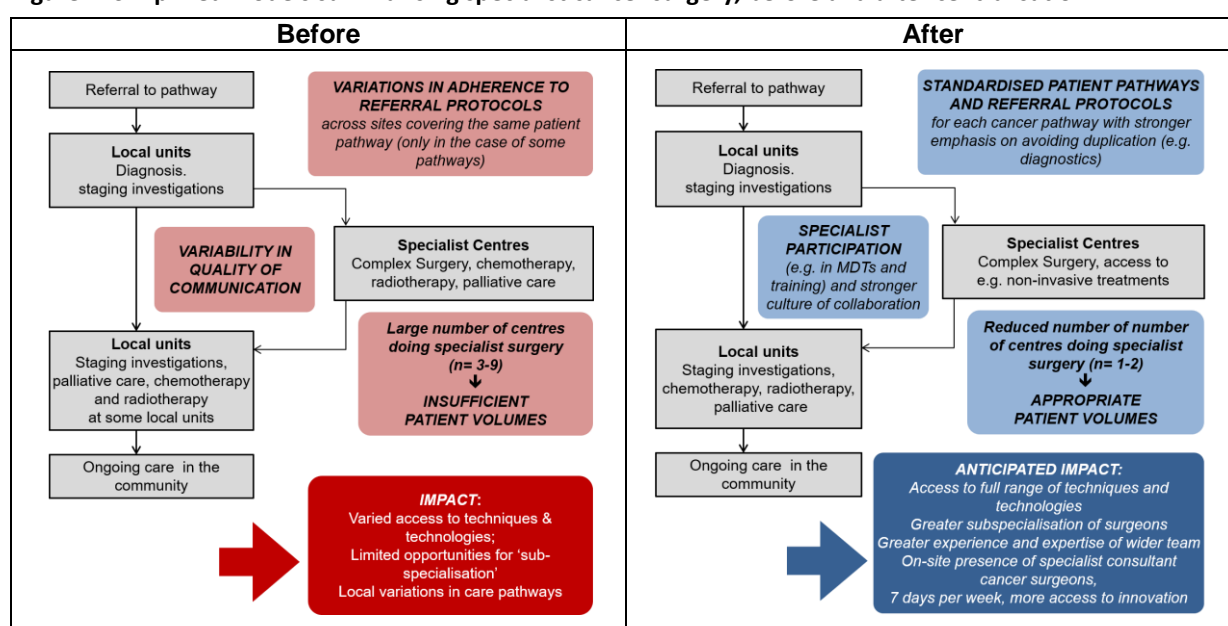 specialist cancer surgery, before and after centralisation
Before
After
Referral to pathway
Local units
Diagnosis.
staging investigations
VARIATIONS IN ADHERENCE TO
REFERRAL PROTOCOLS
across sites covering the same patient
pathway (only in the case of some
pathways)
VARIABILITY IN
QUALITY OF
COMMUNICATION
Specialist Centres
Complex Surgery, chemotherapy,
radiotherapy, palliative care
Local units
Staging investigations,
palliative care, chemotherapy
and radiotherapy
at some local units
Large number of centres
doing specialist surgery
(n= 3-9)
INSUFFICIENT
PATIENT VOLUMES
Ongoing care in the
community
IMPACT:
Varied access to techniques &
technologies;
Limited opportunities for ‘sub-
specialisation’
Local variations in care pathways
Referral to pathway
Local units
Diagnosis.
staging investigations
STANDARDISED PATIENT PATHWAYS
AND REFERRAL PROTOCOLS
for each cancer pathway with stronger
emphasis on avoiding duplication (e.g.
diagnostics)
SPECIALIST
PARTICIPATION
(e.g. in MDTs and
training) and stronger
culture of collaboration
Specialist Centres
Complex Surgery, access to
e.g. non-invasive treatments
Local units
Staging investigations,
chemotherapy, radiotherapy,
palliative care
Reduced number of number
of centres doing specialist
surgery (n= 1-2)
APPROPRIATE
PATIENT VOLUMES
Ongoing care in the
community
ANTICIPATED IMPACT:
Access to full range of techniques and
technologies
Greater subspecialisation of surgeons
Greater experience and expertise of wider team
On-site presence of specialist consultant
cancer surgeons,
7 days per week, more access to innovation